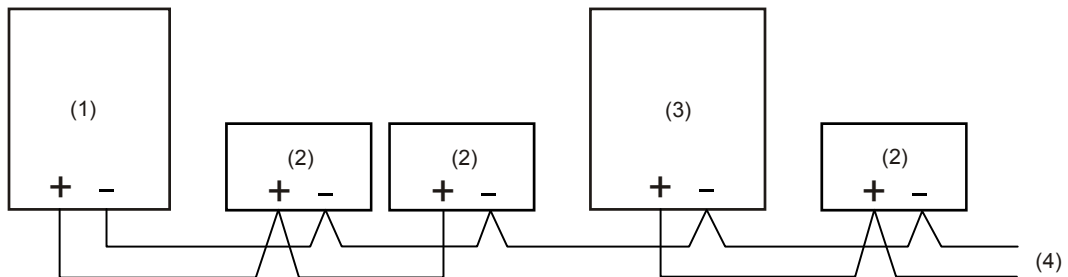 (1)
(3)
(2) (2) (2)
+ – + – + – + – + –
(4)